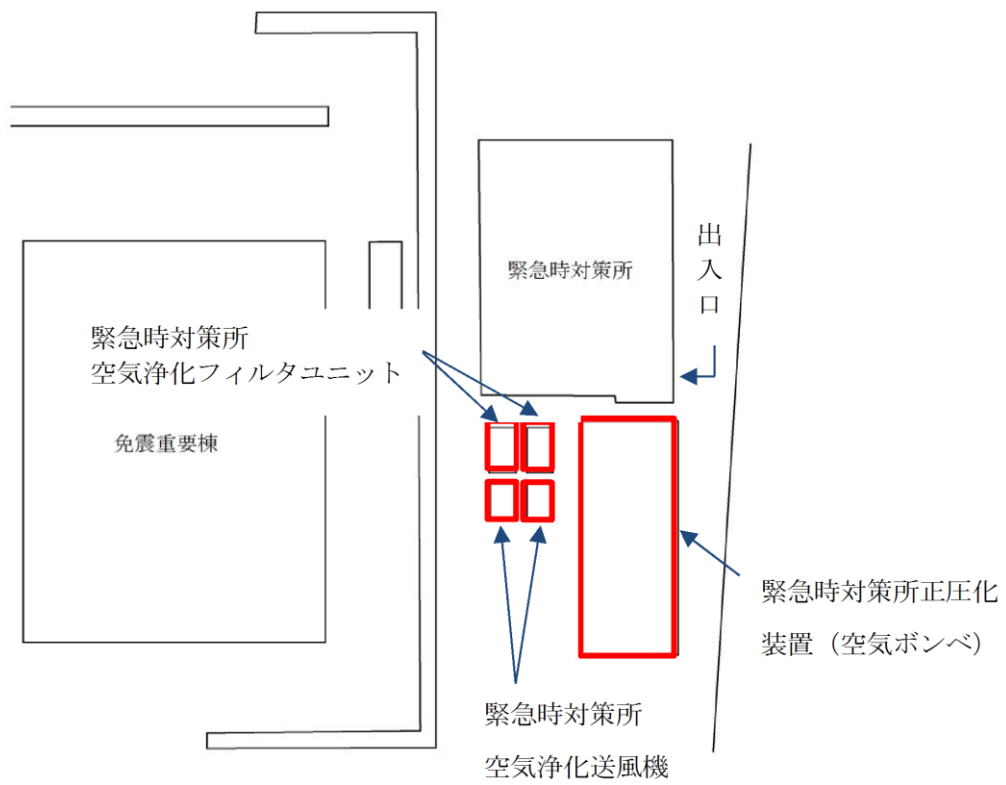 出
入
口
緊急時対策所
緊急時対策所
空気浄化フィルタユニット
免震重要棟
緊急時対策所正圧化
装置（空気ボンベ）
緊急時対策所
空気浄化送風機